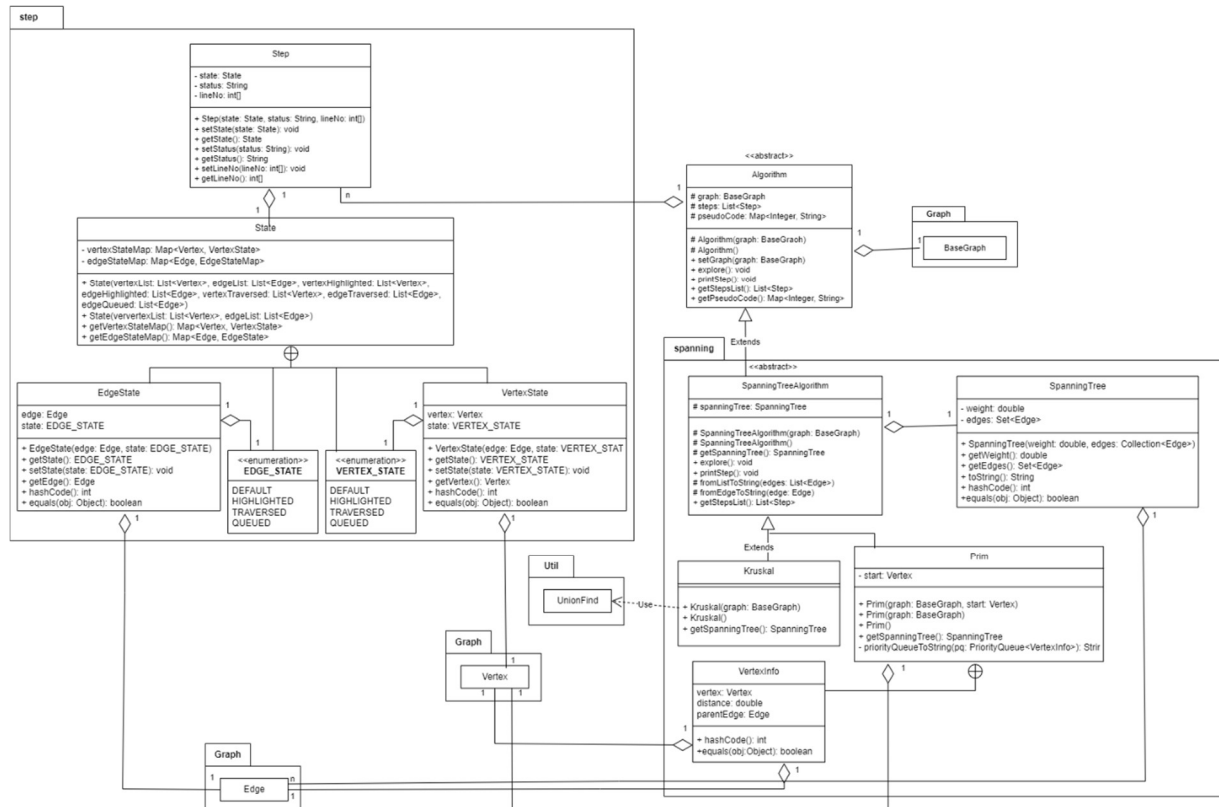 step
Step
- state: State
- status: String
- lineNo: int[]
+ Step(state: State, status: String, lineNo: int[])
+ setState(state: State): void
+ getState(): State
+ setStatus(status: String): void
+ getStatus(): String
+ setLineNo(lineNo: int[]): void
+ getLineNo(): int[]
1
n
1
State
- vertexStateMap: Map<Vertex, VertexState>
- edgeStateMap: Map<Edge, EdgeStateMap>
+ State(vertexList: List<Vertex>, edgeList: List<Edge>, vertexHighlighted: List<Vertex>,
edgeHighlighted: List<Edge>, vertexTraversed: List<Vertex>, edgeTraversed: List<Edge>,
edgeQueued: List<Edge>)
+ State(ververtexList: List<Vertex>, edgeList: List<Edge>)
+ getVertexStateMap(): Map<Vertex, VertexState>
+ getEdgeStateMap(): Map<Edge, EdgeState>
EdgeState
edge: Edge
state: EDGE_STATE
+ EdgeState(edge: Edge, state: EDGE_STATE)
+ getState(): EDGE_STATE
+ setState(state: EDGE_STATE): void
+ getEdge(): Edge
+ hashCode(): int
+ equals(obj: Object): boolean
1
1
1
<<enumeration>>
EDGE_STATE
DEFAULT
HIGHLIGHTED
TRAVERSED
QUEUED
1
1
<<enumeration>>
VERTEX_STATE
DEFAULT
HIGHLIGHTED
TRAVERSED
QUEUED
VertexState
vertex: Vertex
state: VERTEX_STATE
+ VertexState(edge: Edge, state: VERTEX_STAT
+ getState(): VERTEX_STATE
+ setState(state: VERTEX_STATE): void
+ getVertex(): Vertex
+ hashCode(): int
+ equals(obj: Object): boolean
1
<<abstract>>
Algorithm
# graph: BaseGraph
# steps: List<Step>
# pseudoCode: Map<Integer, String>
# Algorithm(graph: BaseGraoh)
# Algorithm()
+ setGraph(graph: BaseGraph)
+ explore(): void
+ printStep(): void
+ getStepsList(): List<Step>
+ getPseudoCode(): Map<Integer, String>
1
1
1
Graph
BaseGraph
Extends
spanning
<<abstract>>
SpanningTreeAlgorithm
# spanningTree: SpanningTree
# SpanningTreeAlgorithm(graph: BaseGraph)
# SpanningTreeAlgorithm()
# getSpanningTree(): SpanningTree
+ explore(): void
+ printStep(): void
# fromListToString(edges: List<Edge>)
# fromEdgeToString(edge: Edge)
+ getStepsList(): List<Step>
1
1
SpanningTree
- weight: double
- edges: Set<Edge>
+ SpanningTree(weight: double, edges: Collection<Edge>)
+ getWeight(): double
+ getEdges(): Set<Edge>
+ toString(): String
+ hashCode(): int
+equals(obj: Object): boolean
1
Extends
Kruskal
+ Kruskal(graph: BaseGraph)
+ Kruskal()
+ getSpanningTree(): SpanningTree
Prim
- start: Vertex
+ Prim(graph: BaseGraph, start: Vertex)
+ Prim(graph: BaseGraph)
+ Prim()
+ getSpanningTree(): SpanningTree
- priorityQueueToString(pq: PriorityQueue<VertexInfo>): Strir
1
Util
UnionFind
Use
Graph
1
Vertex
1
1
VertexInfo
vertex: Vertex
distance: double
parentEdge: Edge
+ hashCode(): int
+equals(obj:Object): boolean
1
1
Graph
1
Edge
n
1